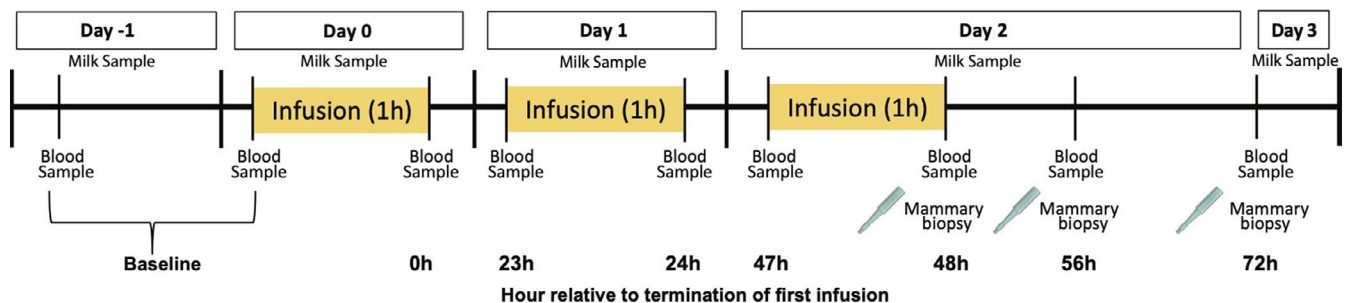 Day -1 Day 0 Day 1 Day 2 Day 3
Milk Sample Milk Sample Milk Sample Milk Sample Milk Sample
Infusion (1h) Infusion (1h) Infusion (1h)
Blood Blood Blood Blood Blood Blood Blood Blood Blood
Sample Sample Sample Sample Sample Sample Sample Sample Sample
Mammary Mammary Mammary
biopsy biopsy biopsy
Baseline 0h 23h 24h 47h 48h 56h 72h
Hour relative to termination of first infusion